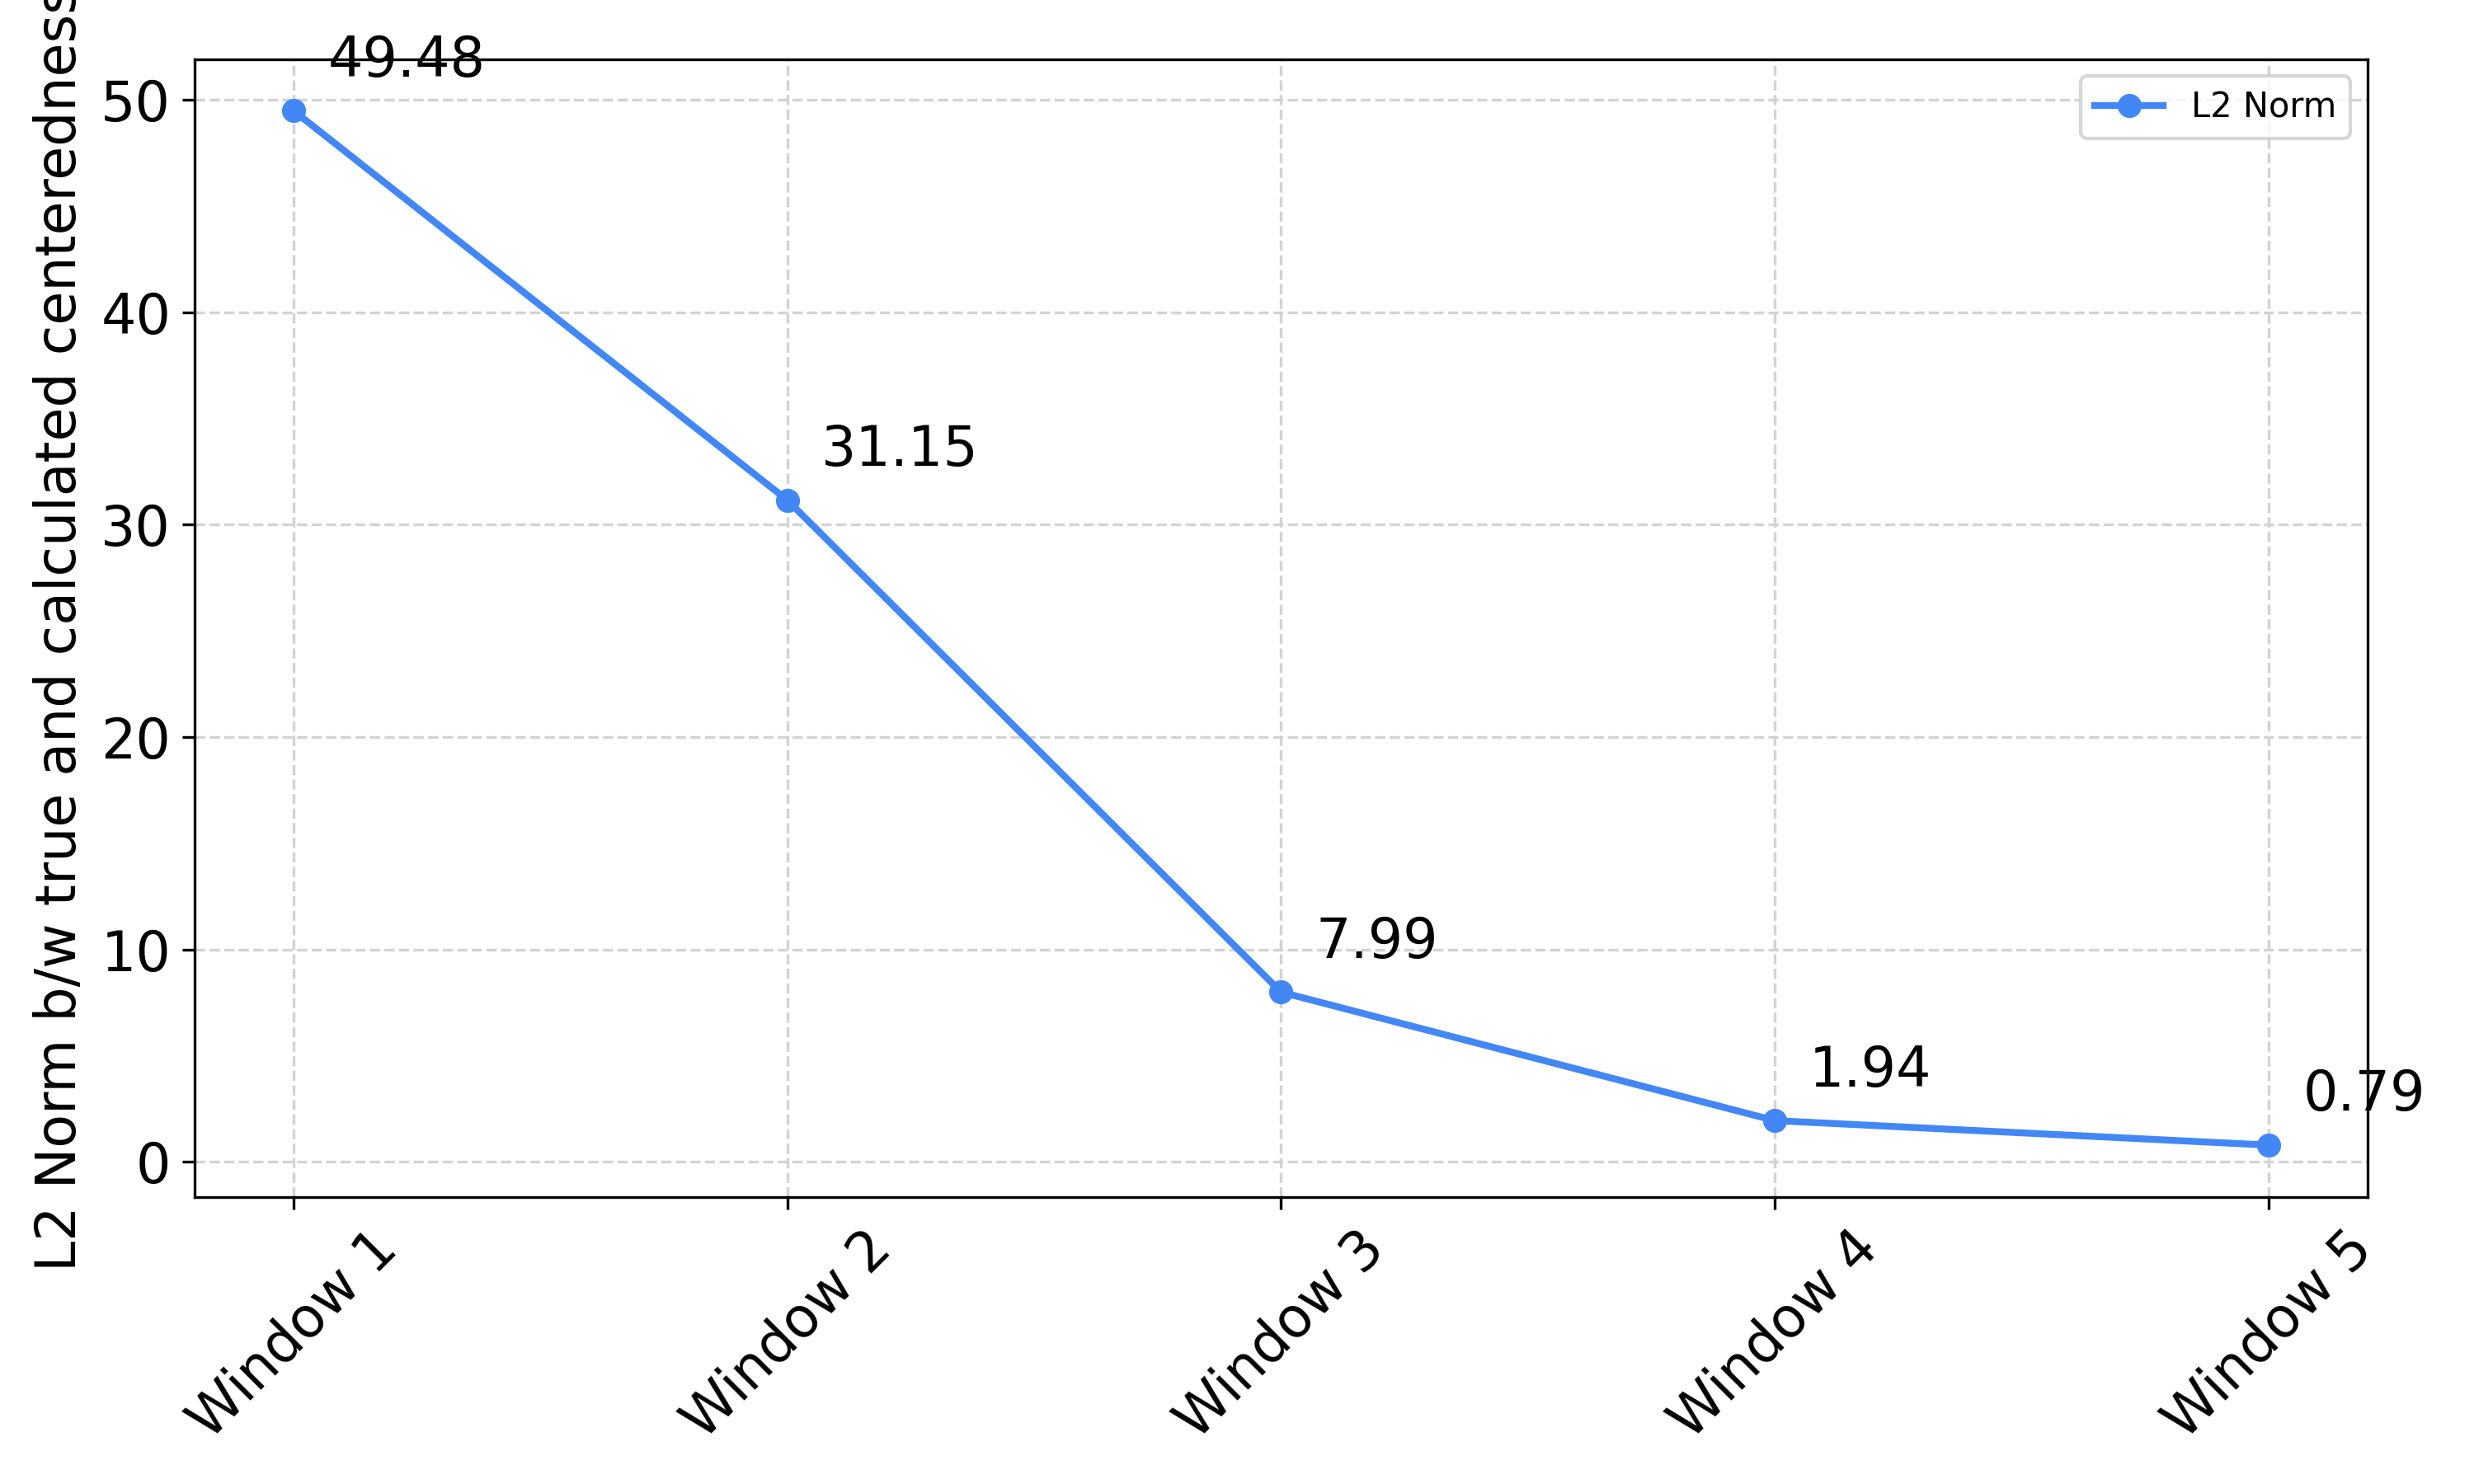 L2 Norm b/w true and calculated centerednes
50
40
30
20
10
0
49.48
31.15
7.99
1.94
0.79
L2 Norm
Window 1
Window 2
Window 3
Window 4
Window 5